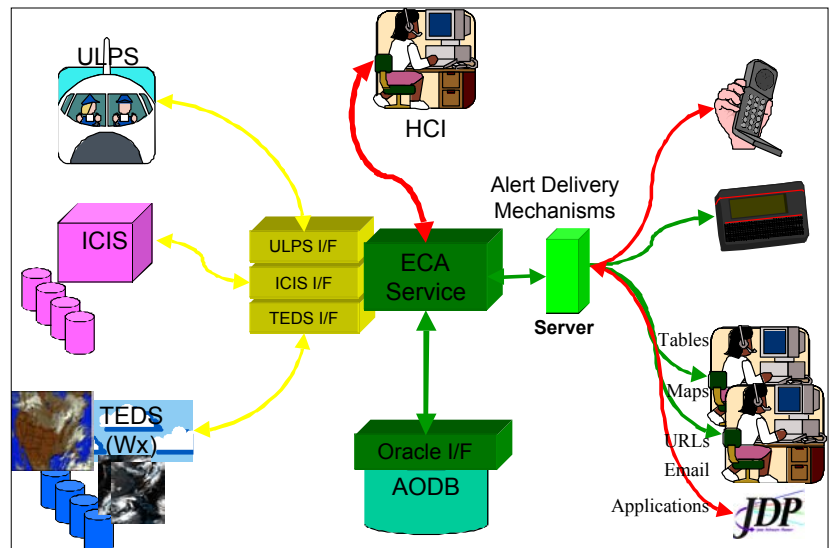 ULPS
HCI
Alert Delivery
Mechanisms
ICIS
ULPS I/F
ICIS I/F
TEDS I/F
ECA
Service
Server
Tables
Maps
TEDS
(Wx)
URLs
Oracle I/F
Email
AODB
Applications
JDP